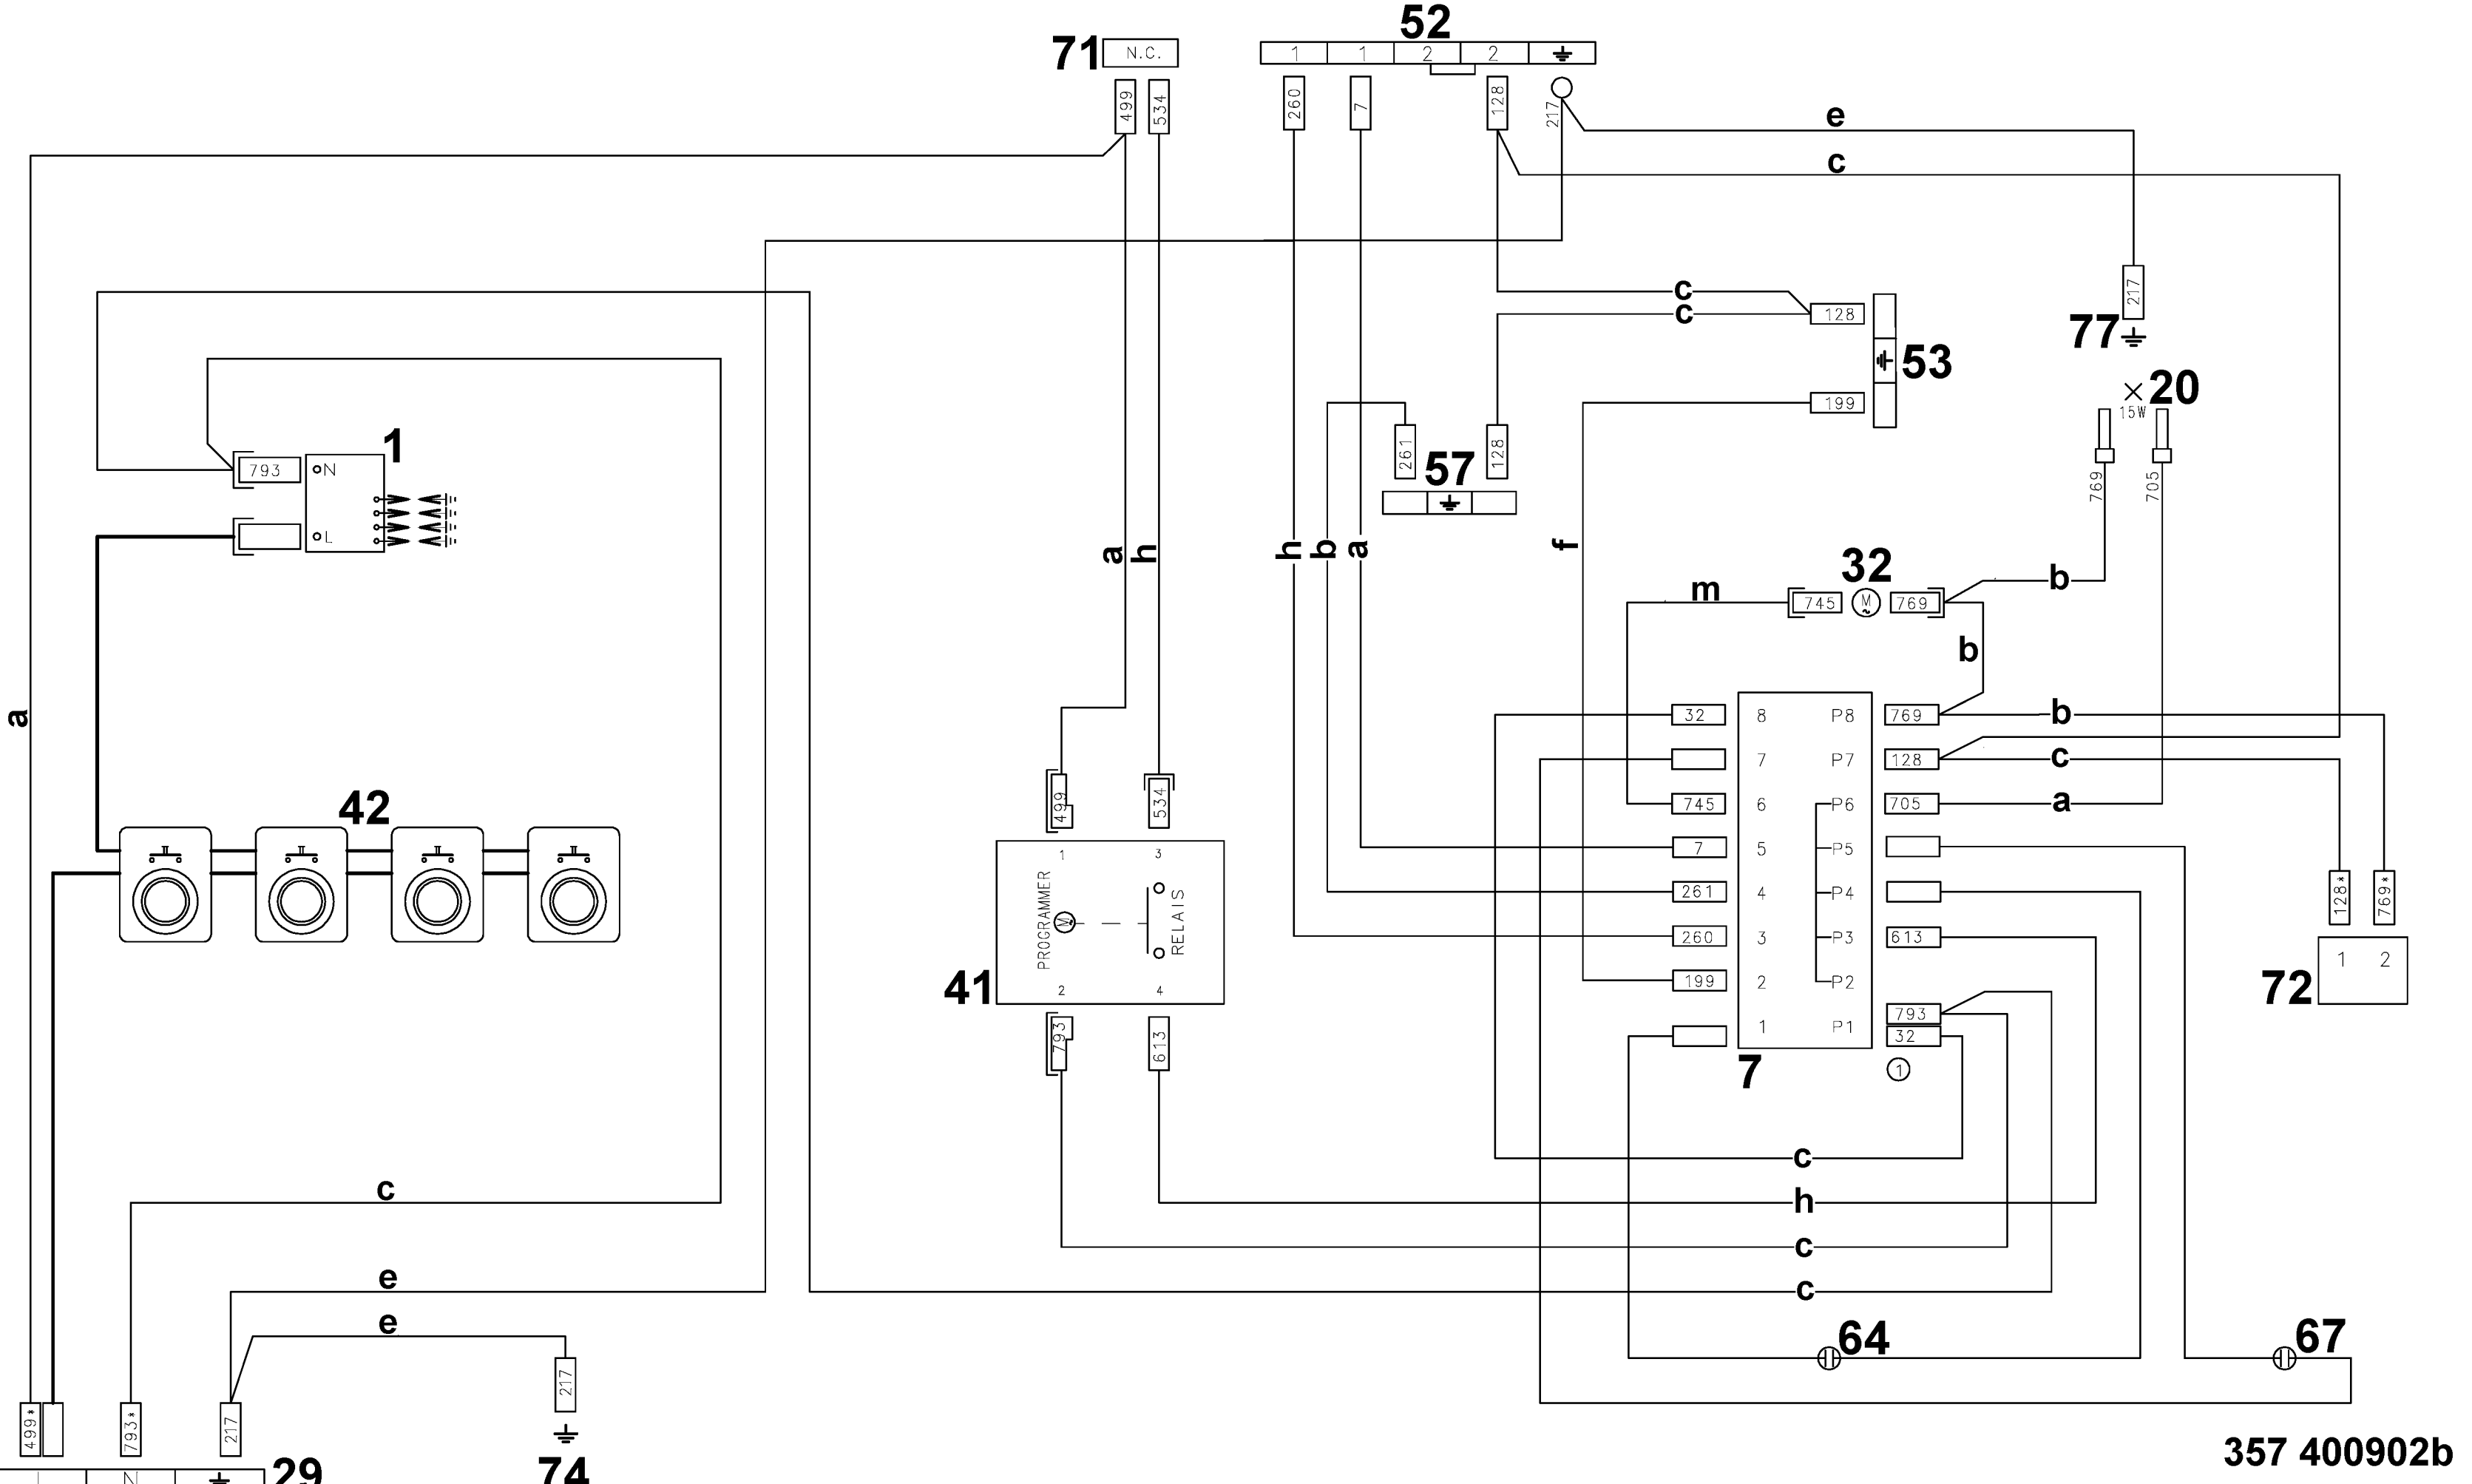 52
71 N.C.
1 1 2 2
499 534 260 7 128 217
e
c
217
77
c
c
128
53
199
20
15W
769 705
1
793 N
L
261 57 128
a h h b a f
32
m 745 M 769 b
b
a
32 8 P8 769 b
7 P7 128 c
745 6 P6 705 a
7 5 P5
261 4 P4
260 3 P3 613
199 2 P2
793
1 P1 32
7 1
42
499 534
1 3
PROGRAMMER M RELAIS
41
2 4
793 613
128* 769*
1 2
72
c
c h
c
e c
e
64 67
217
499* 793* 217
L N 29 74
357 400902b